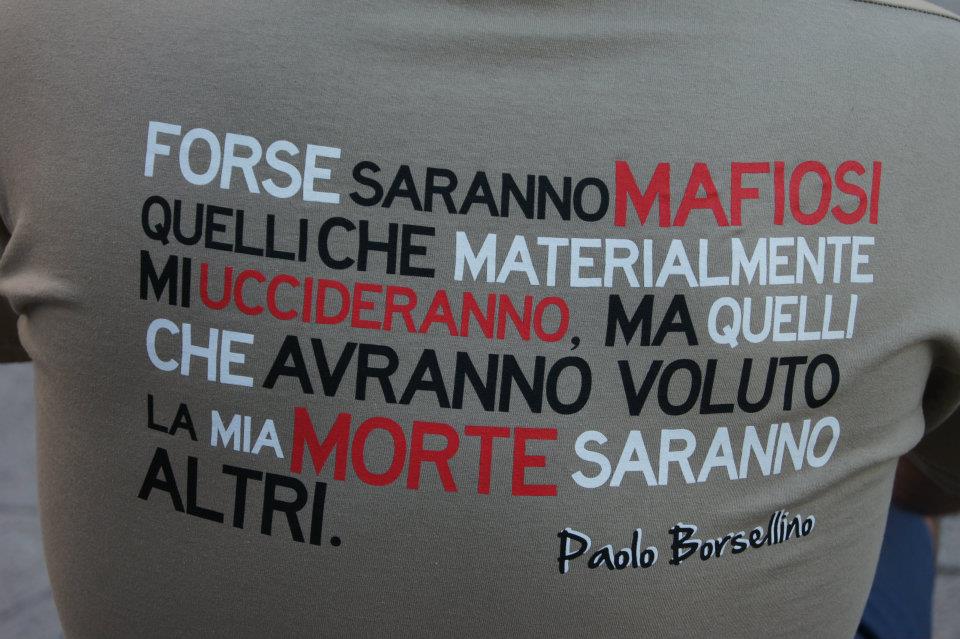 FORSE SARANNO MAFIOSI
QUELLI CHE MATERIALMENTE
MI UCCIDERANNO, MA QUELLI
CHE AVRANNO VOLUTO
LA MIA MORTE SARANNO
ALTRI.
Paolo Borsellino